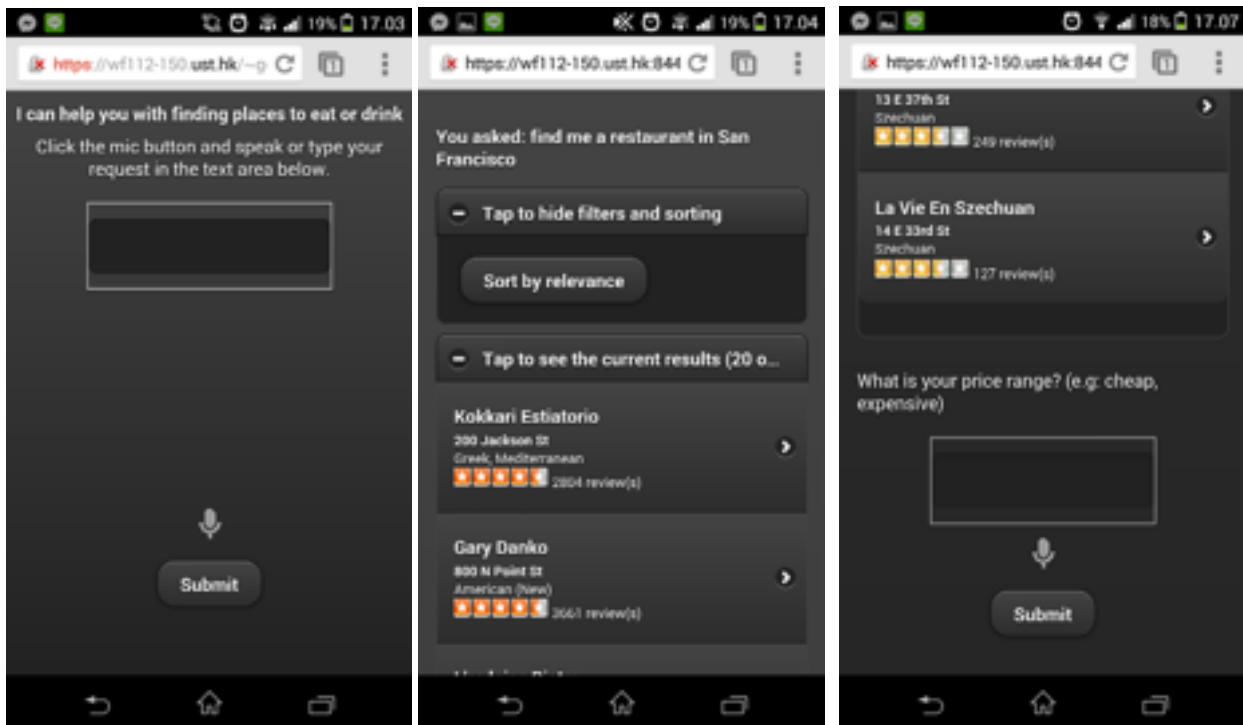 19% 17.03
https://wf112-150.ust.hk/~g
I can help you with finding places to eat or drink
Click the mic button and speak or type your
request in the text area below.
Submit
19% 17.04
https://wf112-150.ust.hk:844
You asked: find me a restaurant in San
Francisco
Tap to hide filters and sorting
Sort by relevance
Tap to see the current results (20 o...
Kokkari Estiatorio
200 Jackson St
Greek, Mediterranean
2804 review(s)
Gary Danko
800 N Point St
American (New)
3661 review(s)
18% 17.07
https://wf112-150.ust.hk:844
13 E 37th St
Szechuan
249 review(s)
La Vie En Szechuan
14 E 33rd St
Szechuan
127 review(s)
What is your price range? (e.g: cheap,
expensive)
Submit